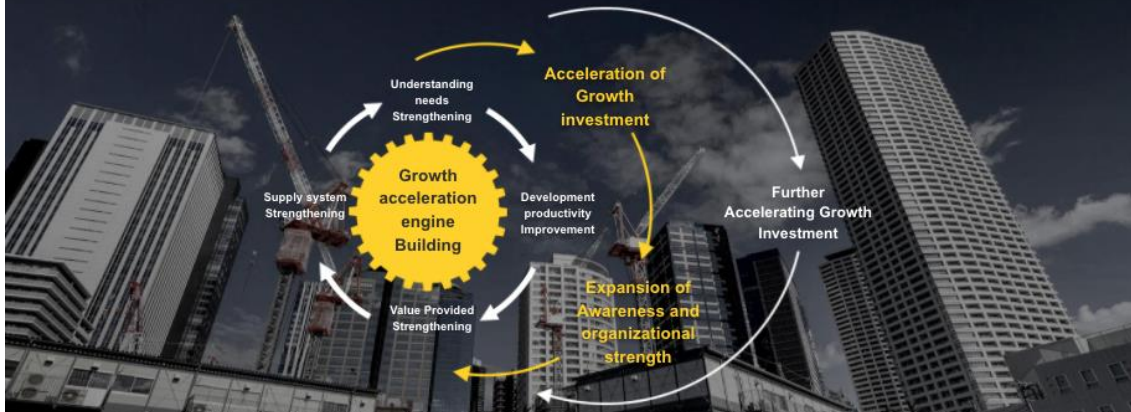 Understanding
needs
Strengthening
Acceleration of
Growth
investment
Growth
acceleration
engine
Building
Supply system
Strengthening
Development
productivity
Improvement
Further
Accelerating Growth
Investment
Value Provided
Strengthening
Expansion of
Awareness and
organizational
strength